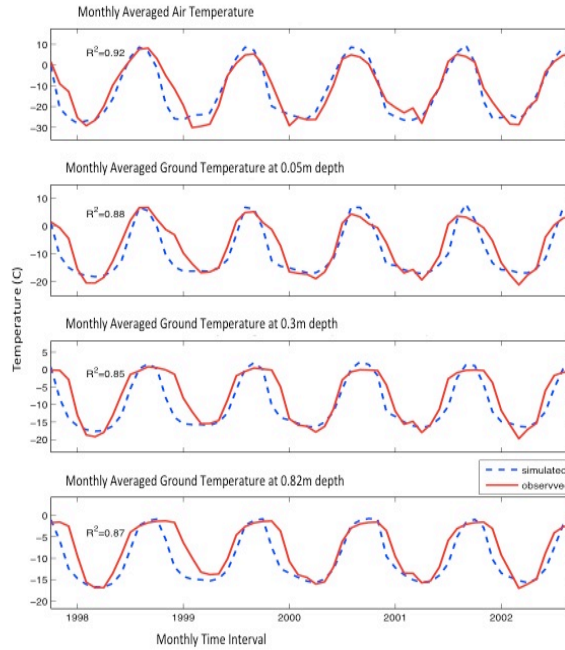 Monthly Averaged Air Temperature
10
R²=0.92
0
−10
−20
−30
Monthly Averaged Ground Temperature at 0.05m depth
10
R²=0.88
0
−10
−20
Temperature (C)
Monthly Averaged Ground Temperature at 0.3m depth
5
R²=0.85
0
−5
−10
−15
−20
simulated
observved
Monthly Averaged Ground Temperature at 0.82m depth
0
R²=0.87
−5
−10
−15
−20
1998 1999 2000 2001 2002
Monthly Time Interval